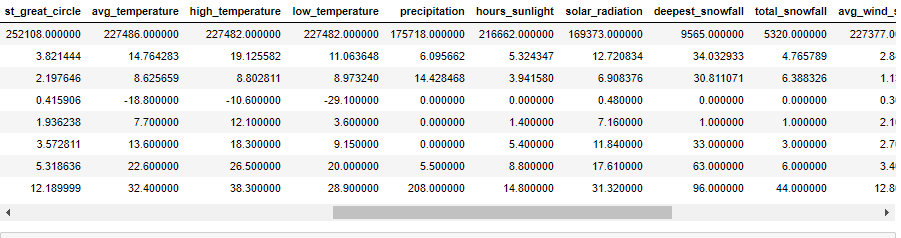 st_great_circle avg_temperature high_temperature low_temperature precipitation hours_sunlight solar_radiation deepest_snowfall total_snowfall avg_wind_s
252108.000000 227486.000000 227482.000000 227482.000000 175718.000000 216662.000000 169373.000000 9565.000000 5320.000000 227377.0
3.821444 14.764283 19.125582 11.063648 6.095662 5.324347 12.720834 34.032933 4.765789 2.8
2.197646 8.625659 8.802811 8.973240 14.428468 3.941580 6.908376 30.811071 6.388326 1.1
0.415906 -18.800000 -10.600000 -29.100000 0.000000 0.000000 0.480000 0.000000 0.000000 0.3
1.936238 7.700000 12.100000 3.600000 0.000000 1.400000 7.160000 1.000000 1.000000 2.1
3.572811 13.600000 18.300000 9.150000 0.000000 5.400000 11.840000 33.000000 3.000000 2.7
5.318636 22.600000 26.500000 20.000000 5.500000 8.800000 17.610000 63.000000 6.000000 3.4
12.189999 32.400000 38.300000 28.900000 208.000000 14.800000 31.320000 96.000000 44.000000 12.8